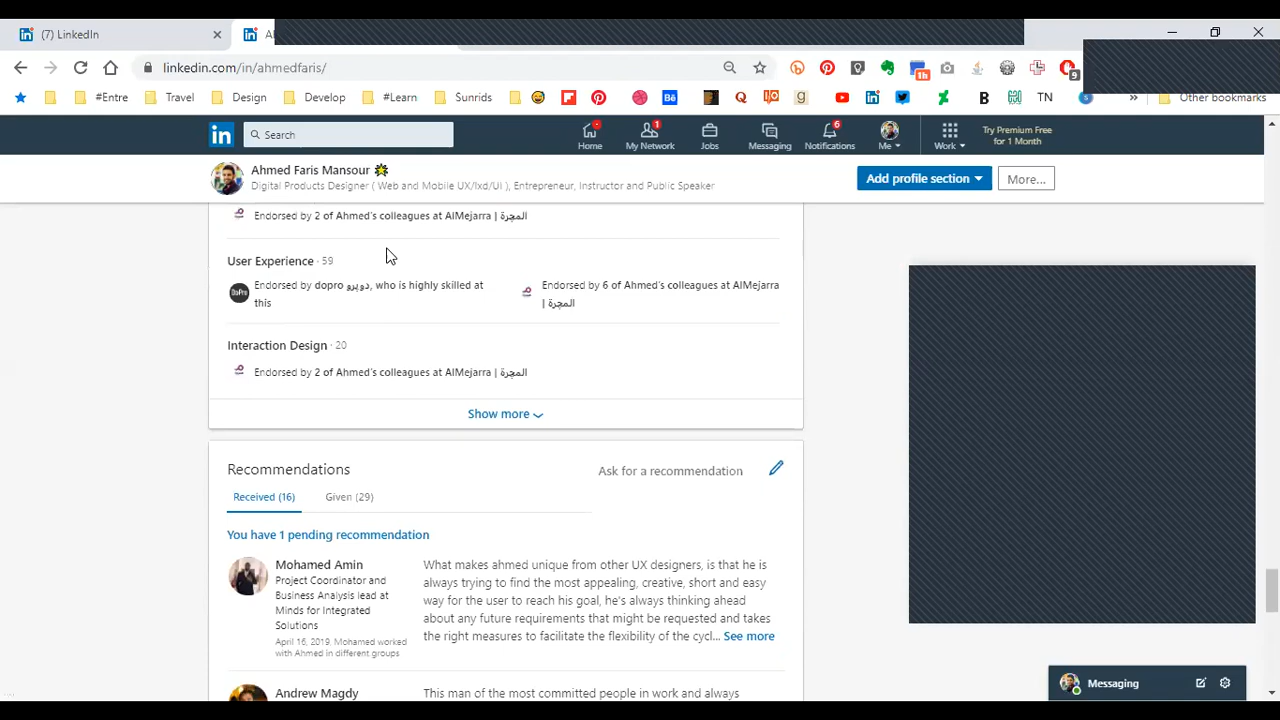 (7) LinkedIn
linkedin.com/in/ahmedfaris/
1h
9
#Entre Travel Design #Learn Develop Sunrids TN Other bookmarks
Search
Home
My Network
Jobs
Messaging
Notifications
Me
Work
Try Premium Free
for 1 Month
1
6
Ahmed Faris Mansour
Digital Products Designer ( Web and Mobile UX/Ixd/UI ), Entrepreneur, Instructor and Public Speaker
Add profile section
More...
Endorsed by 2 of Ahmed's colleagues at AlMejarra | المجرة
User Experience · 59
Endorsed by dopro دوپرو, who is highly skilled at
this
Endorsed by 6 of Ahmed's colleagues at AlMejarra
| المجرة
Interaction Design · 20
Endorsed by 2 of Ahmed's colleagues at AlMejarra | المجرة
Show more
Recommendations
Ask for a recommendation
Received (16)
Given (29)
You have 1 pending recommendation
Mohamed Amin
Project Coordinator and
Business Analysis lead at
Minds for Integrated
Solutions
April 16, 2019, Mohamed worked
with Ahmed in different groups
What makes ahmed unique from other UX designers, is that he is
always trying to find the most appealing, creative, short and easy
way for the user to reach his goal, he's always thinking ahead
about any future requirements that might be requested and takes
the right measures to facilitate the flexibility of the cycl... See more
Andrew Magdy
This man of the most committed people in work and always
Messaging